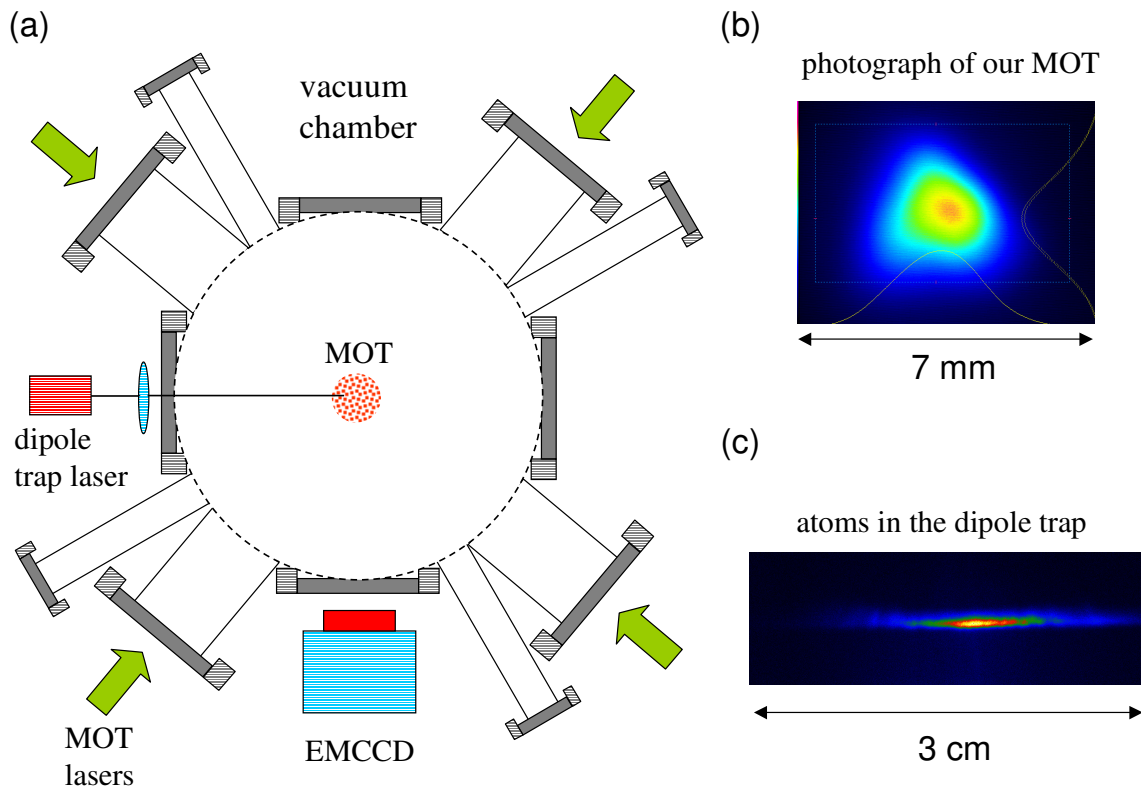 (a)
vacuum
chamber
MOT
dipole
trap laser
MOT
lasers
EMCCD
(b)
photograph of our MOT
7 mm
(c)
atoms in the dipole trap
3 cm